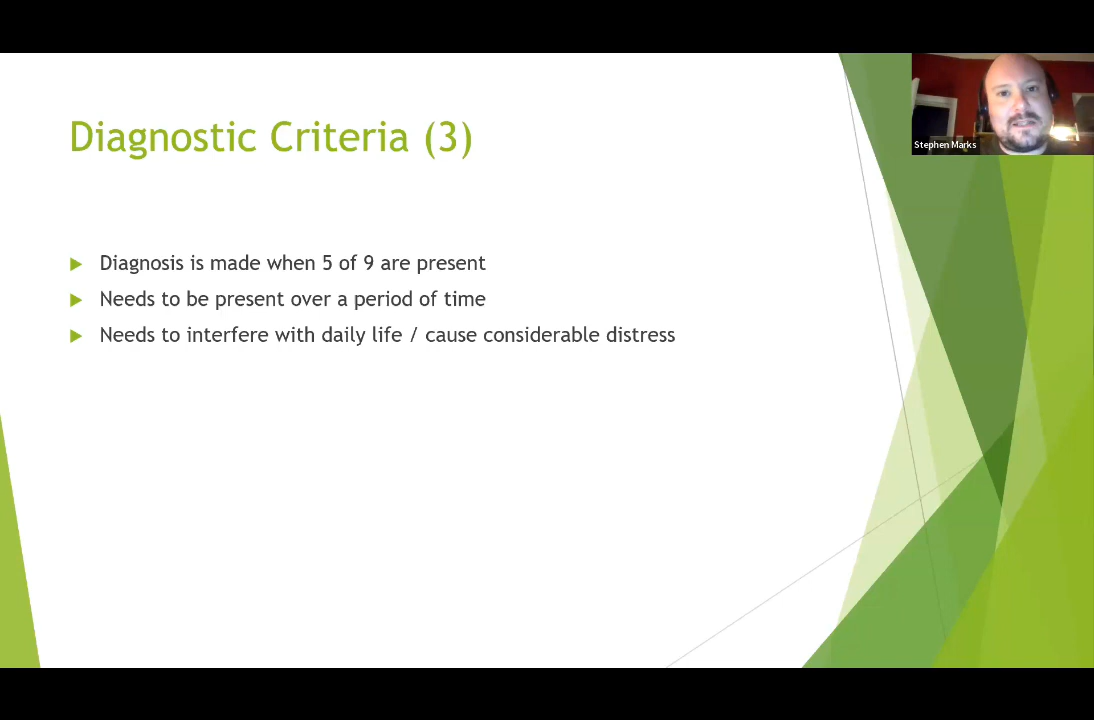 Diagnostic Criteria (3)
Stephen Marks
Diagnosis is made when 5 of 9 are present
Needs to be present over a period of time
Needs to interfere with daily life / cause considerable distress